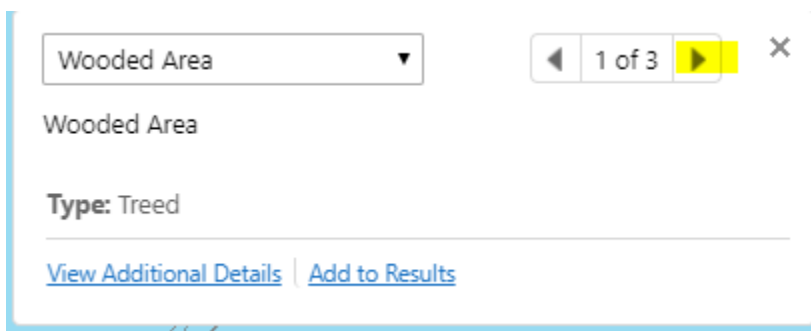 Wooded Area
1 of 3
Wooded Area
Type: Treed
View Additional Details | Add to Results